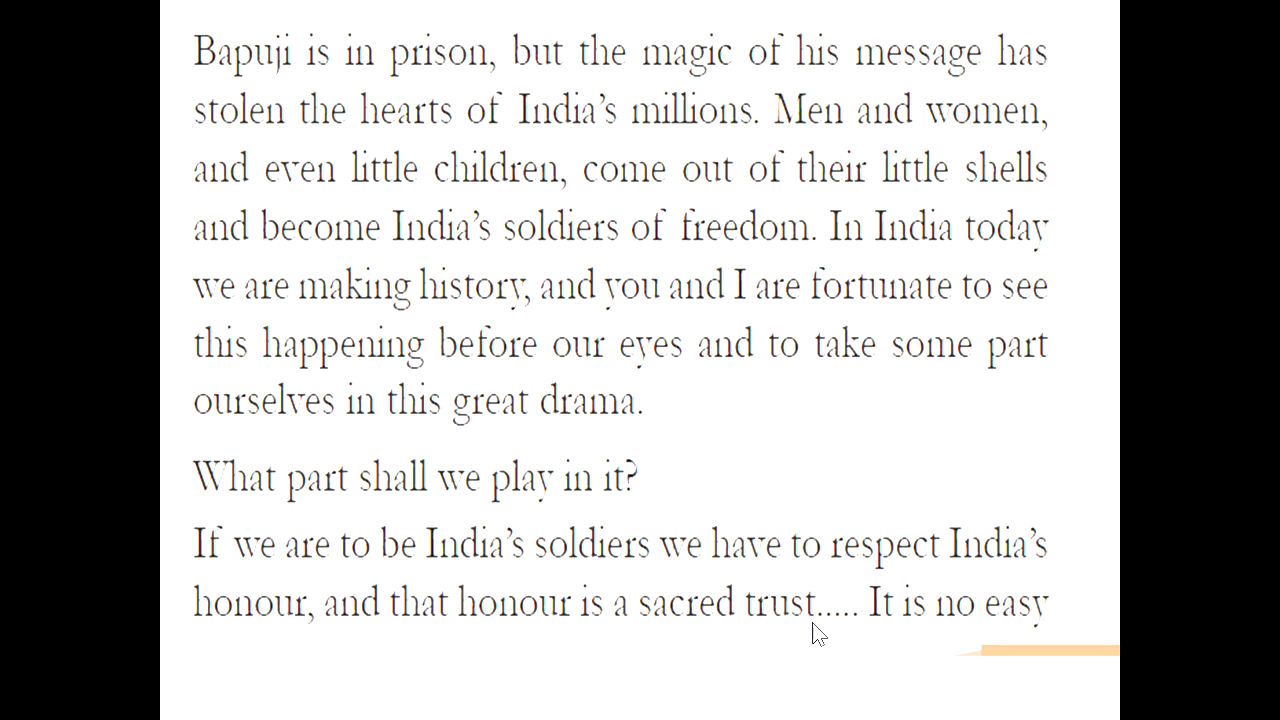 Bapuji is in prison, but the magic of his message has
stolen the hearts of India's millions. Men and women,
and even little children, come out of their little shells
and become India's soldiers of freedom. In India today
we are making history, and you and I are fortunate to see
this happening before our eyes and to take some part
ourselves in this great drama.
What part shall we play in it?
If we are to be India's soldiers we have to respect India's
honour, and that honour is a sacred trust..... It is no easy